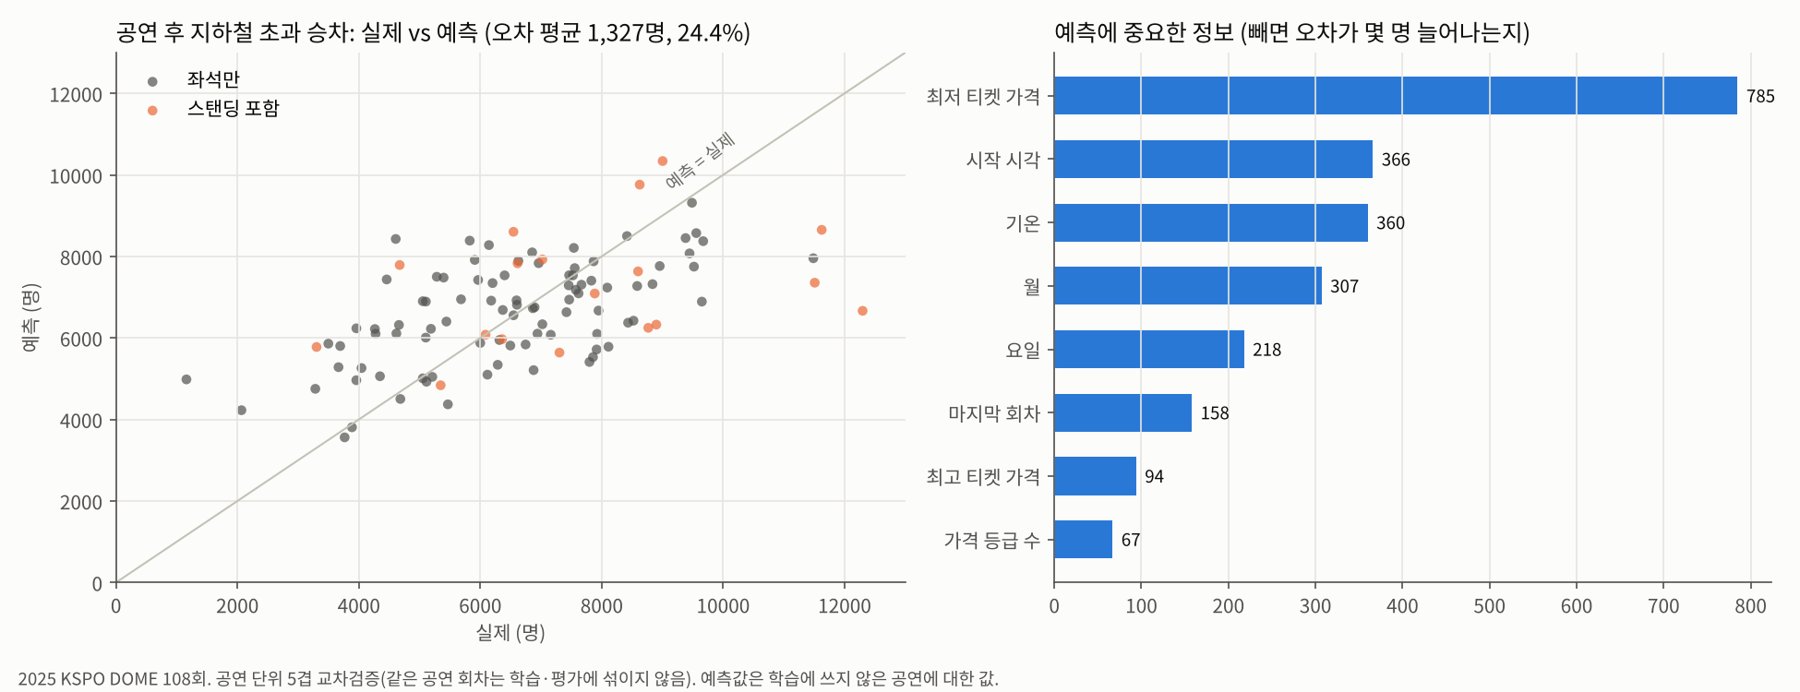 공연 후 지하철 초과 승차: 실제 vs 예측 (오차 평균 1,327명, 24.4%)
좌석만
스탠딩 포함
예측 = 실제
예측 (명)
12000
10000
8000
6000
4000
2000
0
0 2000 4000 6000 8000 10000 12000
실제 (명)
예측에 중요한 정보 (빼면 오차가 몇 명 늘어나는지)
최저 티켓 가격 785
시작 시각 366
기온 360
월 307
요일 218
마지막 회차 158
최고 티켓 가격 94
가격 등급 수 67
0 100 200 300 400 500 600 700 800
2025 KSPO DOME 108회. 공연 단위 5겹 교차검증(같은 공연 회차는 학습·평가에 섞이지 않음). 예측값은 학습에 쓰지 않은 공연에 대한 값.